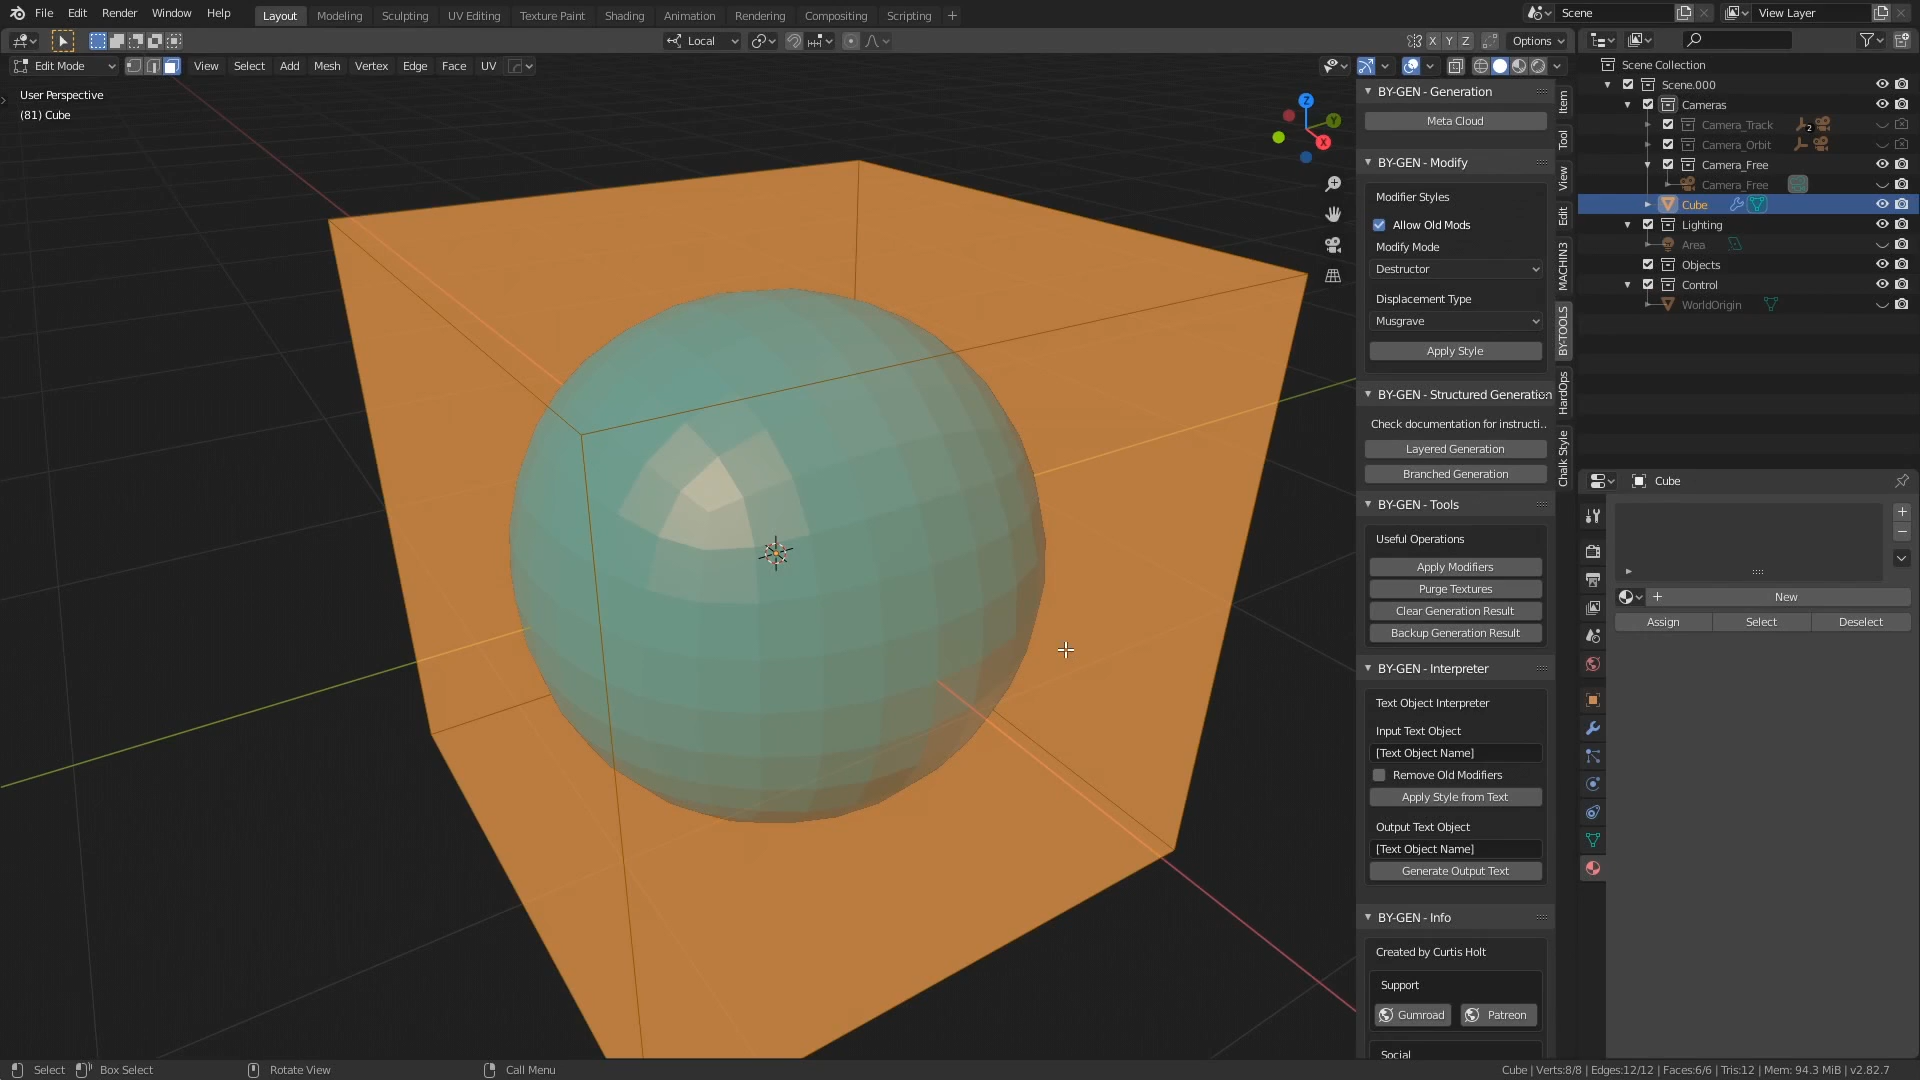 File Edit Render Window Help
Layout Modeling Sculpting UV Editing Texture Paint Shading Animation Rendering Compositing Scripting +
Scene
View Layer
Local
X Y Z
Options
Edit Mode
View Select Add Mesh Vertex Edge Face UV
User Perspective
(81) Cube
Z
Y
X
BY-GEN - Generation
Meta Cloud
BY-GEN - Modify
Modifier Styles
Allow Old Mods
Modify Mode
Destructor
Displacement Type
Musgrave
Apply Style
BY-GEN - Structured Generation
Check documentation for instructi..
Layered Generation
Branched Generation
BY-GEN - Tools
Useful Operations
Apply Modifiers
Purge Textures
Clear Generation Result
Backup Generation Result
BY-GEN - Interpreter
Text Object Interpreter
Input Text Object
[Text Object Name]
Remove Old Modifiers
Apply Style from Text
Output Text Object
[Text Object Name]
Generate Output Text
BY-GEN - Info
Created by Curtis Holt
Support
Gumroad
Patreon
Social
Item
Tool
View
Edit
MACHIN3
BY-TOOLS
HardOps
Chalk Style
Scene Collection
Scene.000
Cameras
Camera_Track 2
Camera_Orbit
Camera_Free
Camera_Free
Cube
Lighting
Area
Objects
Control
WorldOrigin
Cube
New
Assign Select Deselect
Select
Box Select
Rotate View
Call Menu
Cube | Verts:8/8 | Edges:12/12 | Faces:6/6 | Tris:12 | Mem: 94.3 MiB | v2.82.7